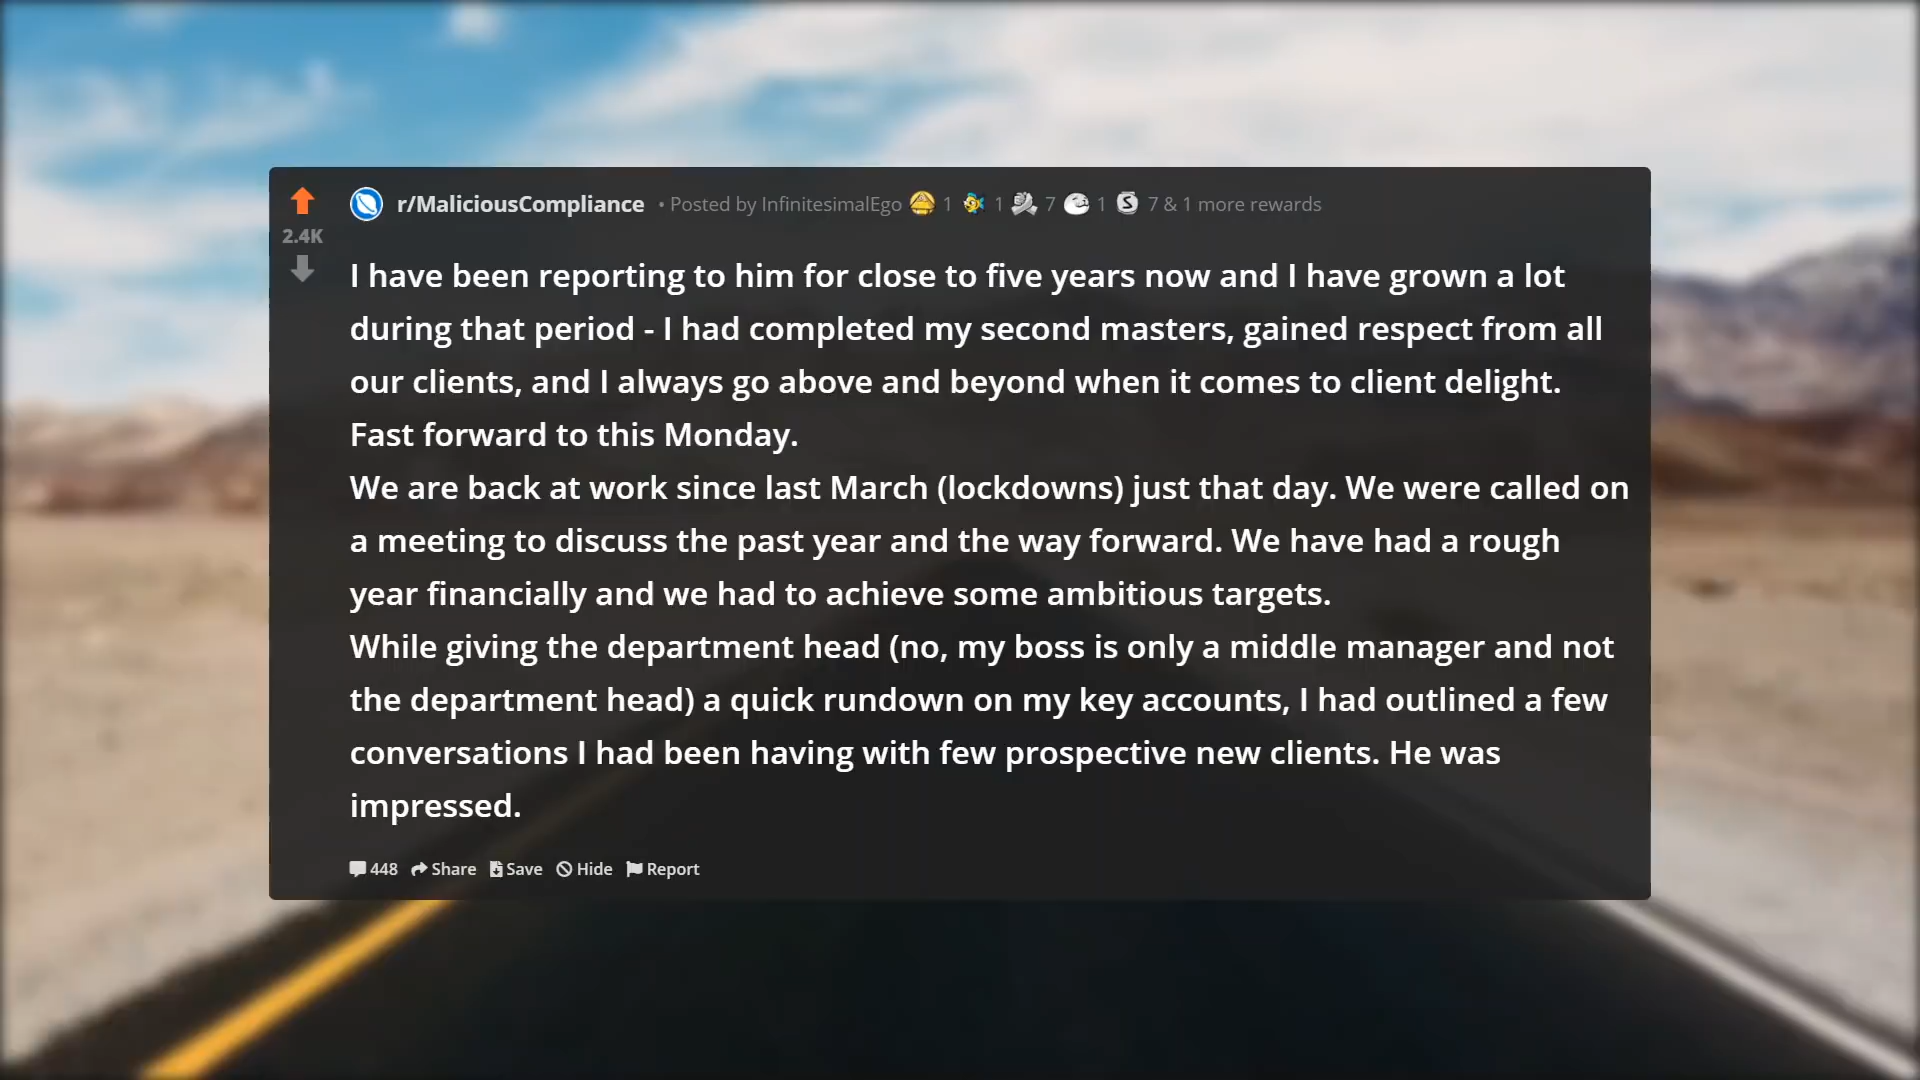 r/MaliciousCompliance • Posted by InfinitesimalEgo 1 1 7 1 S 7 & 1 more rewards
2.4K
I have been reporting to him for close to five years now and I have grown a lot
during that period - I had completed my second masters, gained respect from all
our clients, and I always go above and beyond when it comes to client delight.
Fast forward to this Monday.
We are back at work since last March (lockdowns) just that day. We were called on
a meeting to discuss the past year and the way forward. We have had a rough
year financially and we had to achieve some ambitious targets.
While giving the department head (no, my boss is only a middle manager and not
the department head) a quick rundown on my key accounts, I had outlined a few
conversations I had been having with few prospective new clients. He was
impressed.
448 Share Save Hide Report